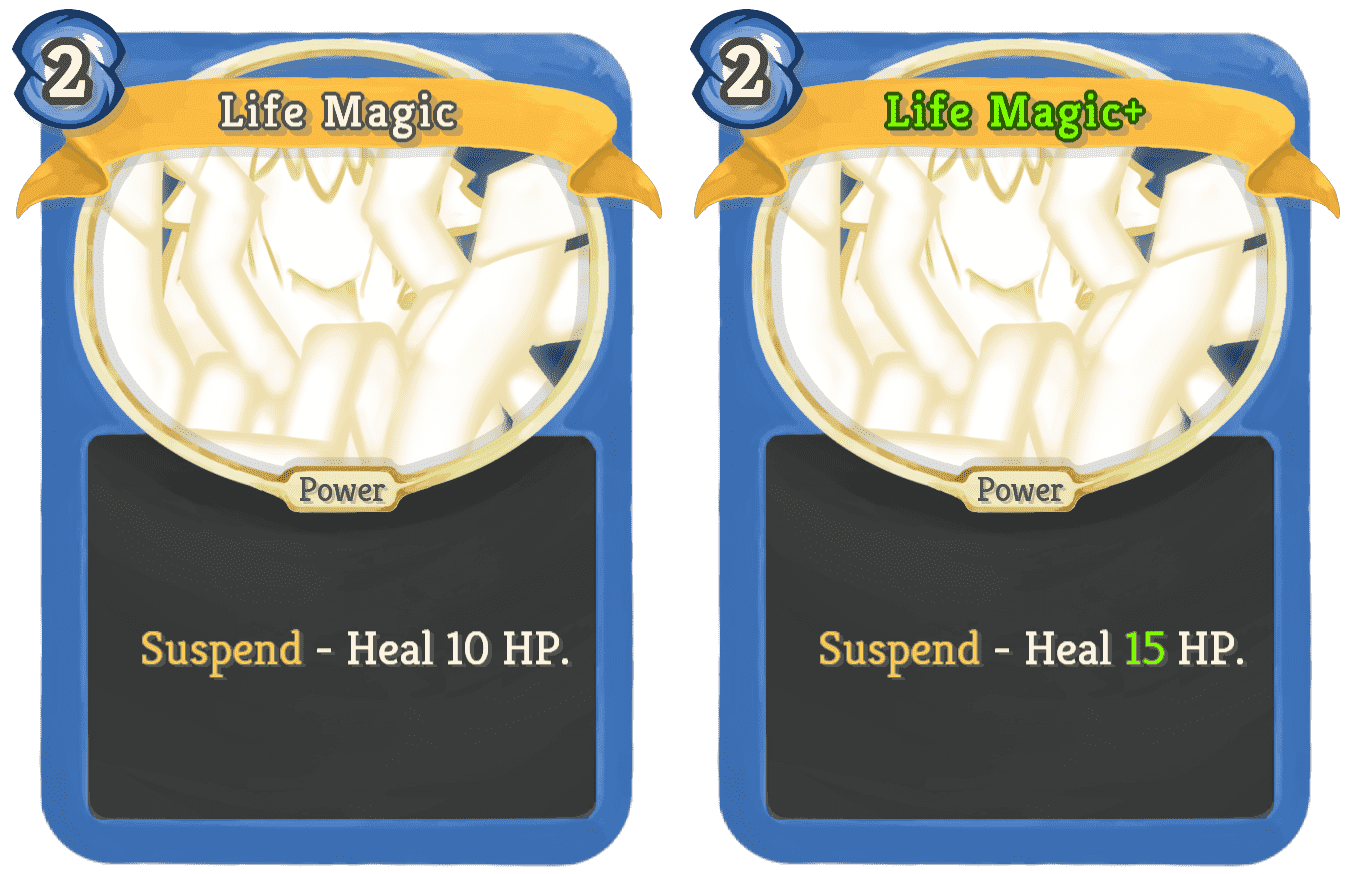 2
Life Magic
Power
Suspend - Heal 10 HP.
2
Life Magic+
Power
Suspend - Heal 15 HP.